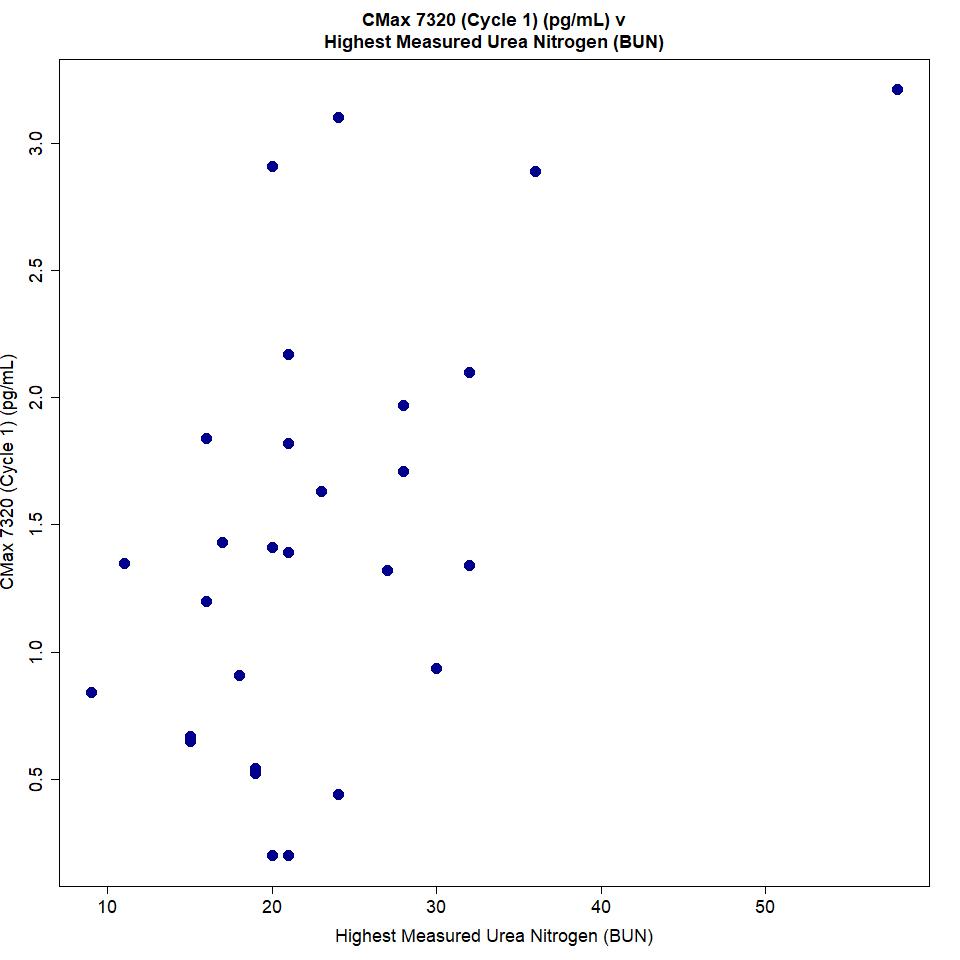 CMax 7320 (Cycle 1) (pg/mL) v
Highest Measured Urea Nitrogen (BUN)
CMax 7320 (Cycle 1) (pg/mL)
3.0
2.5
2.0
1.5
1.0
0.5
10 20 30 40 50
Highest Measured Urea Nitrogen (BUN)